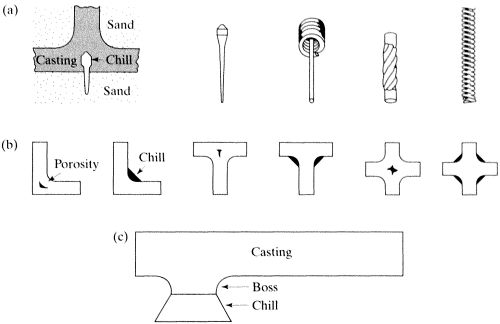 (a)
Sand
Casting
Chill
Sand
(b)
Porosity
Chill
(c)
Casting
Boss
Chill